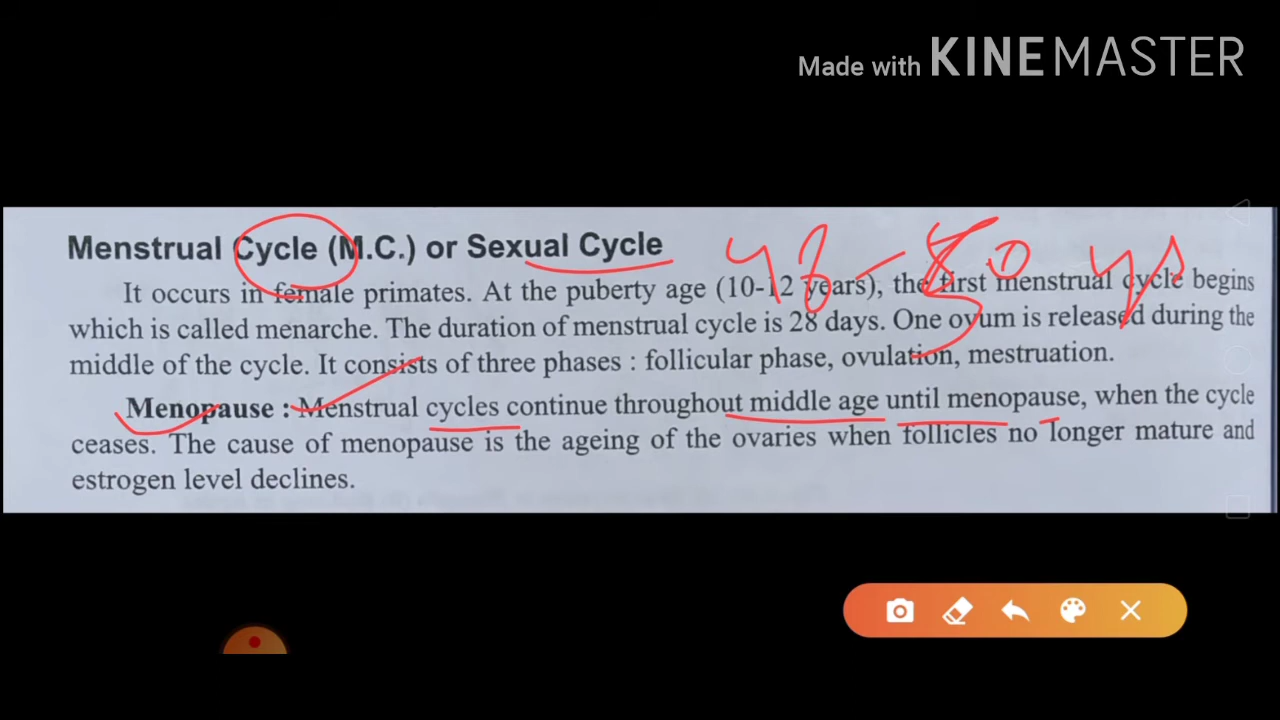 Made with KINEMASTER
Menstrual Cycle (M.C.) or Sexual Cycle
48-50 ys
It occurs in female primates. At the puberty age (10-12 years), the first menstrual cycle begins
which is called menarche. The duration of menstrual cycle is 28 days. One ovum is released during the
middle of the cycle. It consists of three phases : follicular phase, ovulation, mestruation.
Menopause : Menstrual cycles continue throughout middle age until menopause, when the cycle
ceases. The cause of menopause is the ageing of the ovaries when follicles no longer mature and
estrogen level declines.